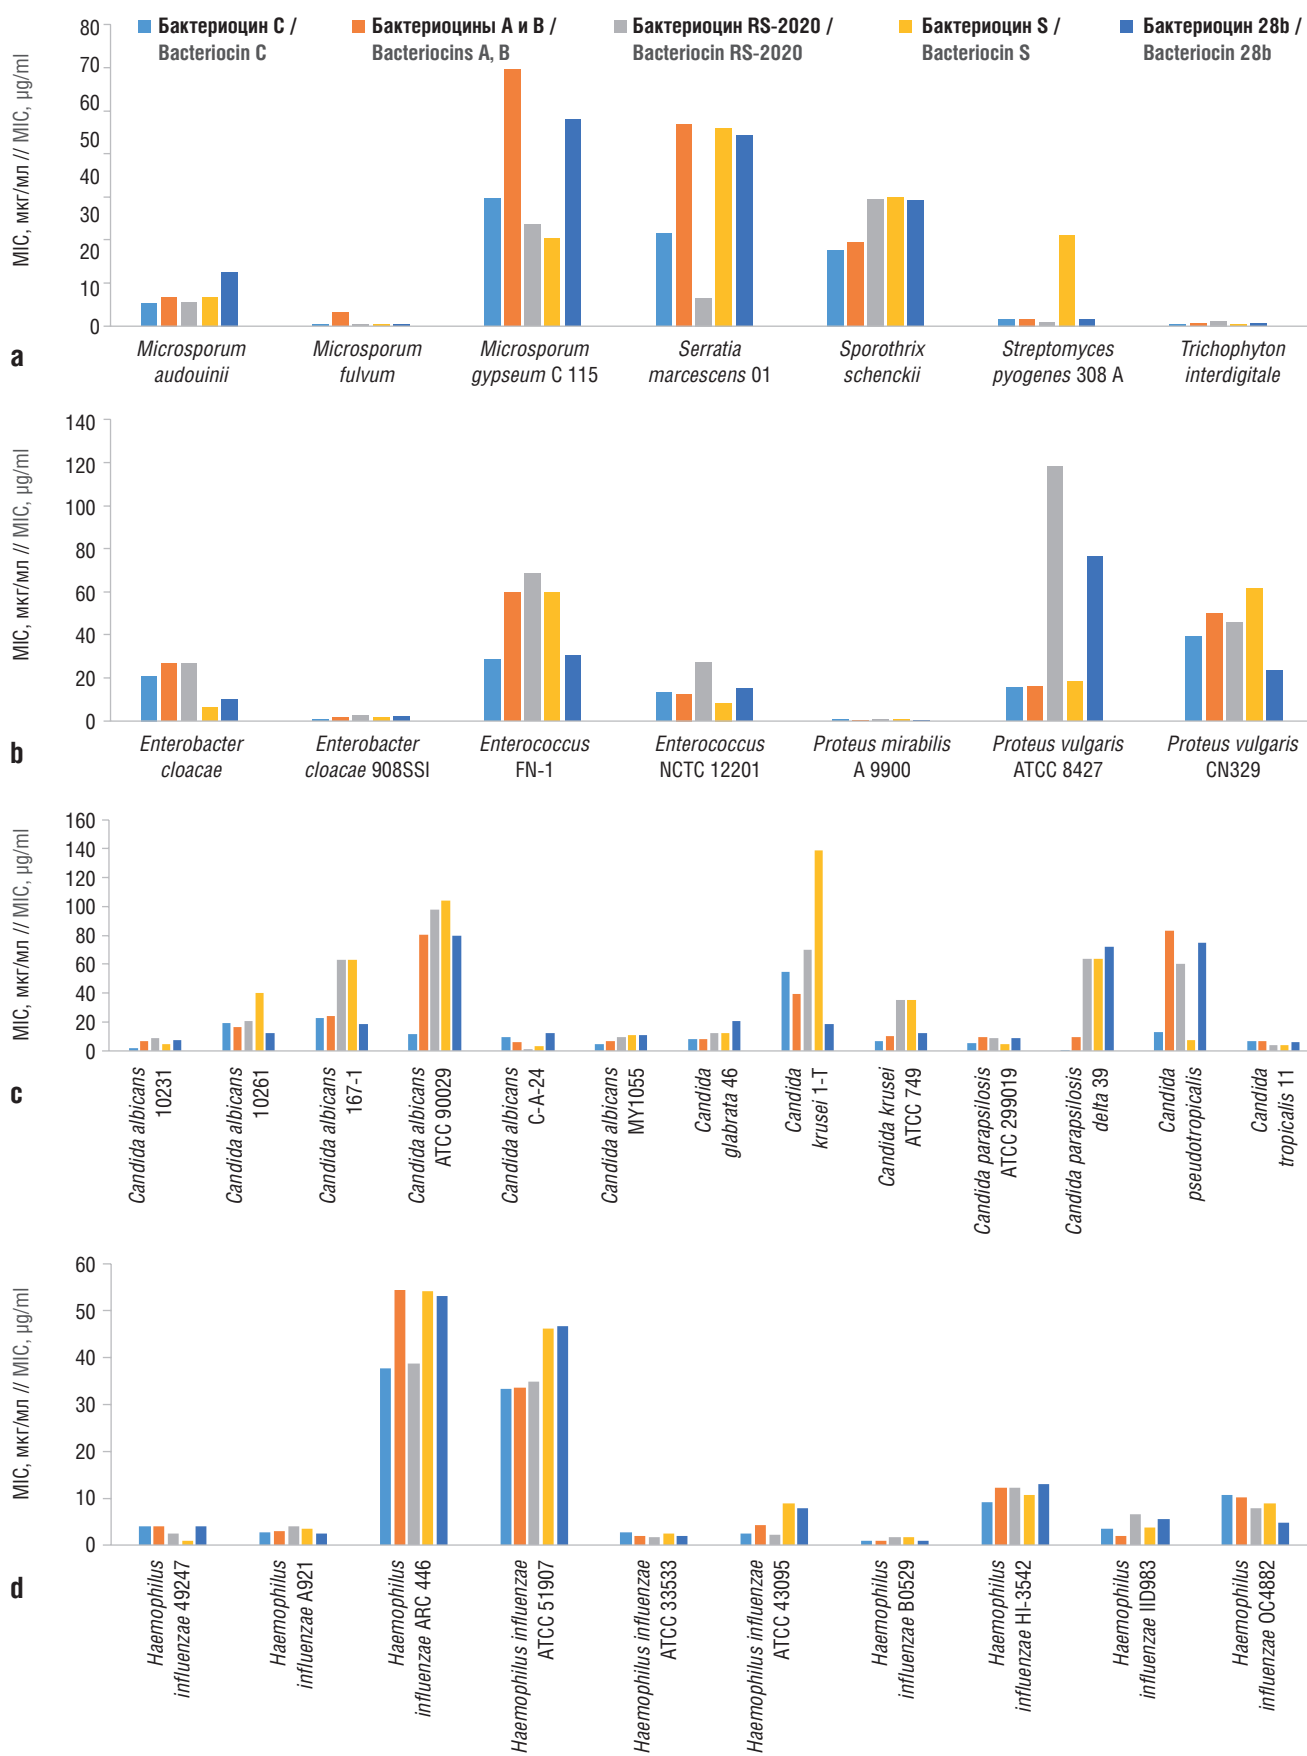 Бактериоцин C /
Bacteriocin C
Бактериоцины А и В /
Bacteriocins A, B
Бактериоцин RS-2020 /
Bacteriocin RS-2020
Бактериоцин S /
Bacteriocin S
Бактериоцин 28b /
Bacteriocin 28b
MIC, мкг/мл // MIC, µg/ml
80
70
60
50
40
30
20
10
0
Microsporum
audouinii
Microsporum
fulvum
Microsporum
gypseum C 115
Serratia
marcescens 01
Sporothrix
schenckii
Streptomyces
pyogenes 308 A
Trichophyton
interdigitale
a
MIC, мкг/мл // MIC, µg/ml
140
120
100
80
60
40
20
0
Enterobacter
cloacae
Enterobacter
cloacae 908SSI
Enterococcus
FN-1
Enterococcus
NCTC 12201
Proteus mirabilis
A 9900
Proteus vulgaris
ATCC 8427
Proteus vulgaris
CN329
b
MIC, мкг/мл // MIC, µg/ml
160
140
120
100
80
60
40
20
0
Candida albicans
10231
Candida albicans
10261
Candida albicans
167-1
Candida albicans
ATCC 90029
Candida albicans
C-A-24
Candida albicans
MY1055
Candida
glabrata 46
Candida
krusei 1-T
Candida krusei
ATCC 749
Candida parapsilosis
ATCC 299019
Candida parapsilosis
delta 39
Candida
pseudotropicalis
Candida
tropicalis 11
c
MIC, мкг/мл // MIC, µg/ml
60
50
40
30
20
10
0
Haemophilus
influenzae 49247
Haemophilus
influenzae A921
Haemophilus
influenzae ARC 446
Haemophilus influenzae
ATCC 51907
Haemophilus influenzae
ATCC 33533
Haemophilus influenzae
ATCC 43095
Haemophilus
influenzae B0529
Haemophilus
influenzae HI-3542
Haemophilus
influenzae IID983
Haemophilus
influenzae OC4882
d